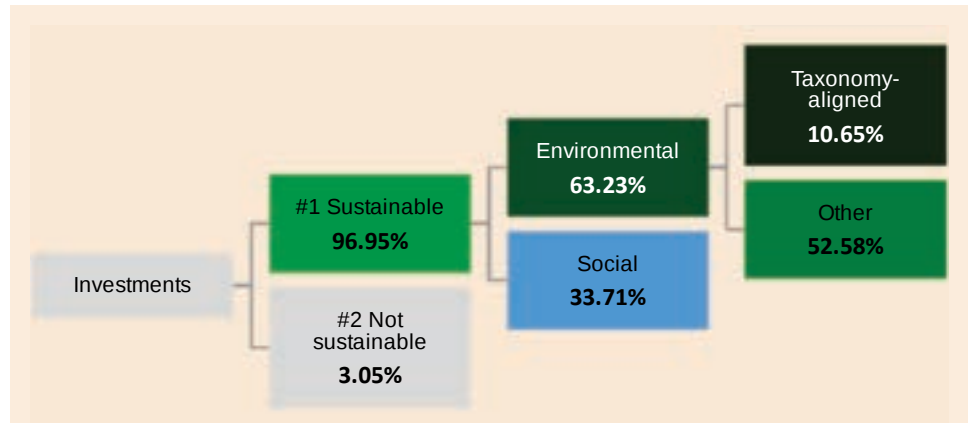 Investments
#1 Sustainable
96.95%
#2 Not
sustainable
3.05%
Environmental
63.23%
Social
33.71%
Taxonomy-
aligned
10.65%
Other
52.58%